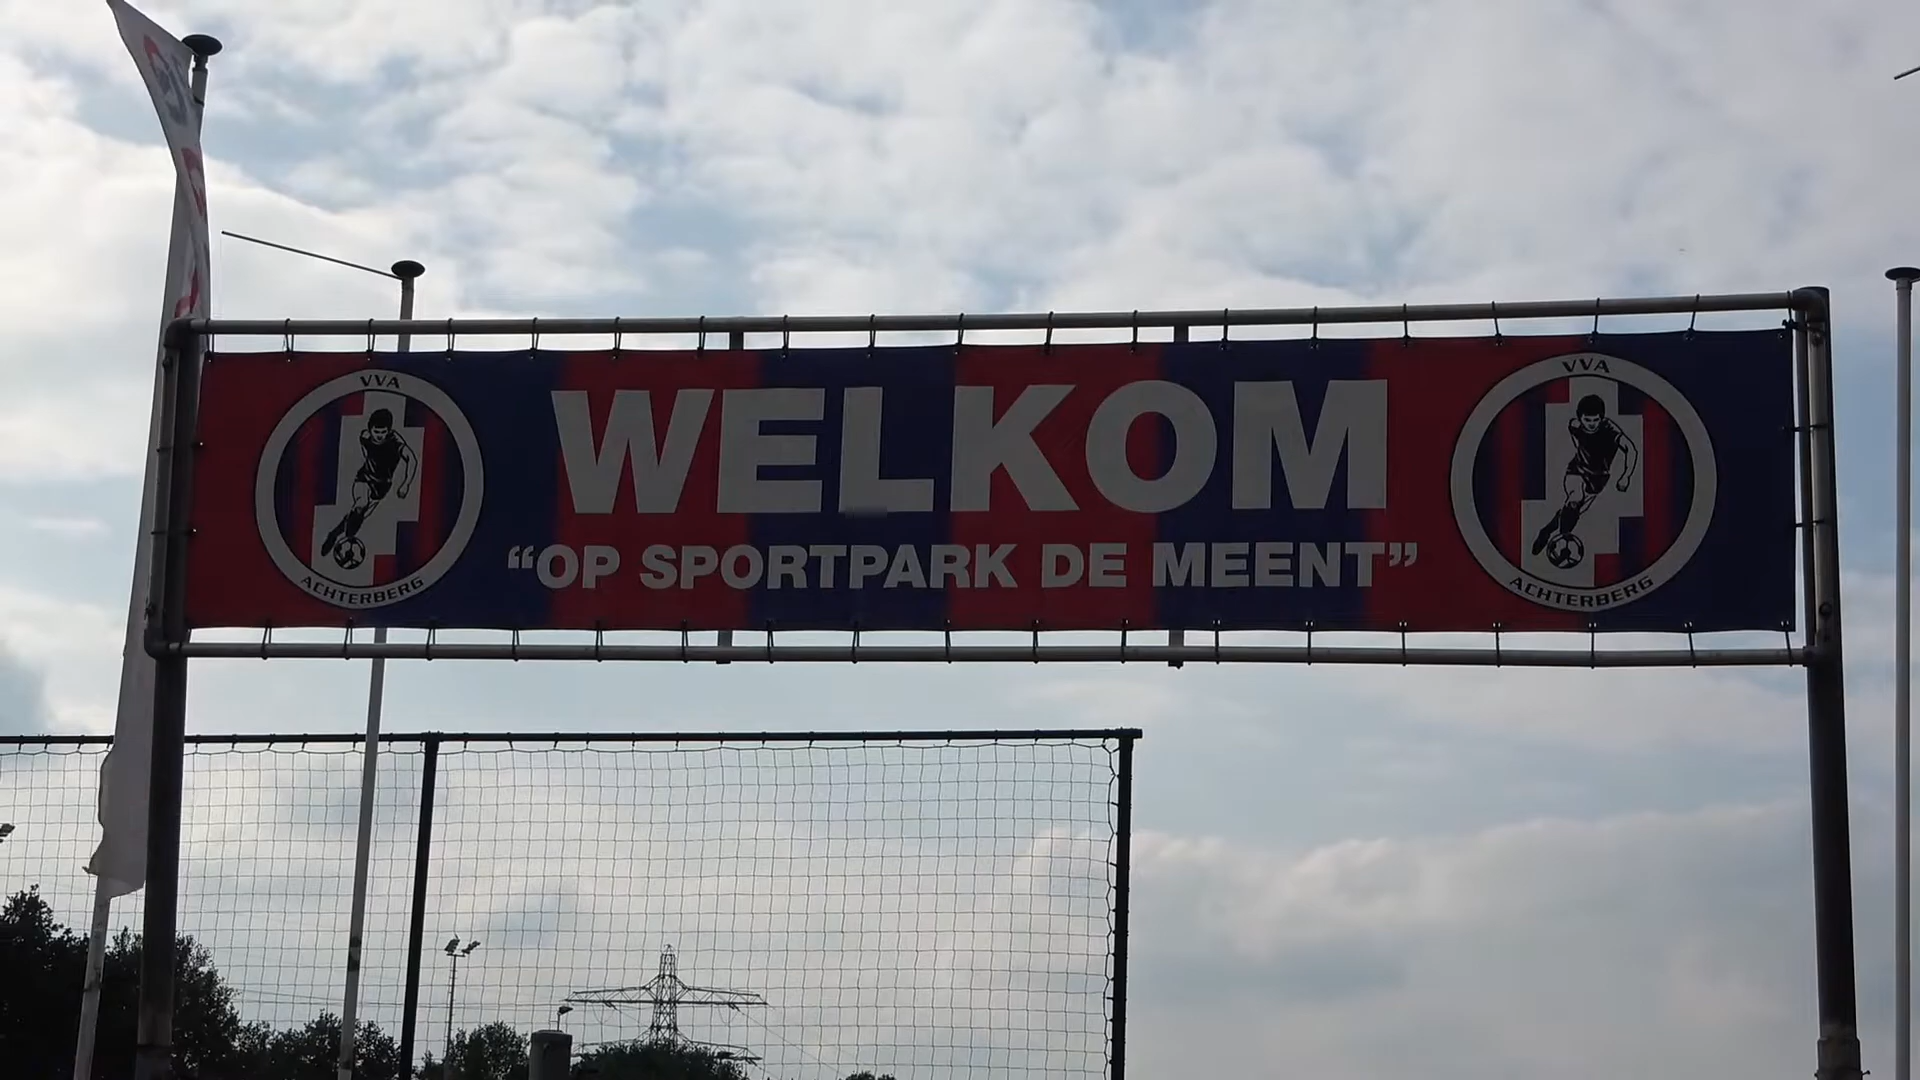 VVA
ACHTERBERG
WELKOM
“OP SPORTPARK DE MEENT”
VVA
ACHTERBERG